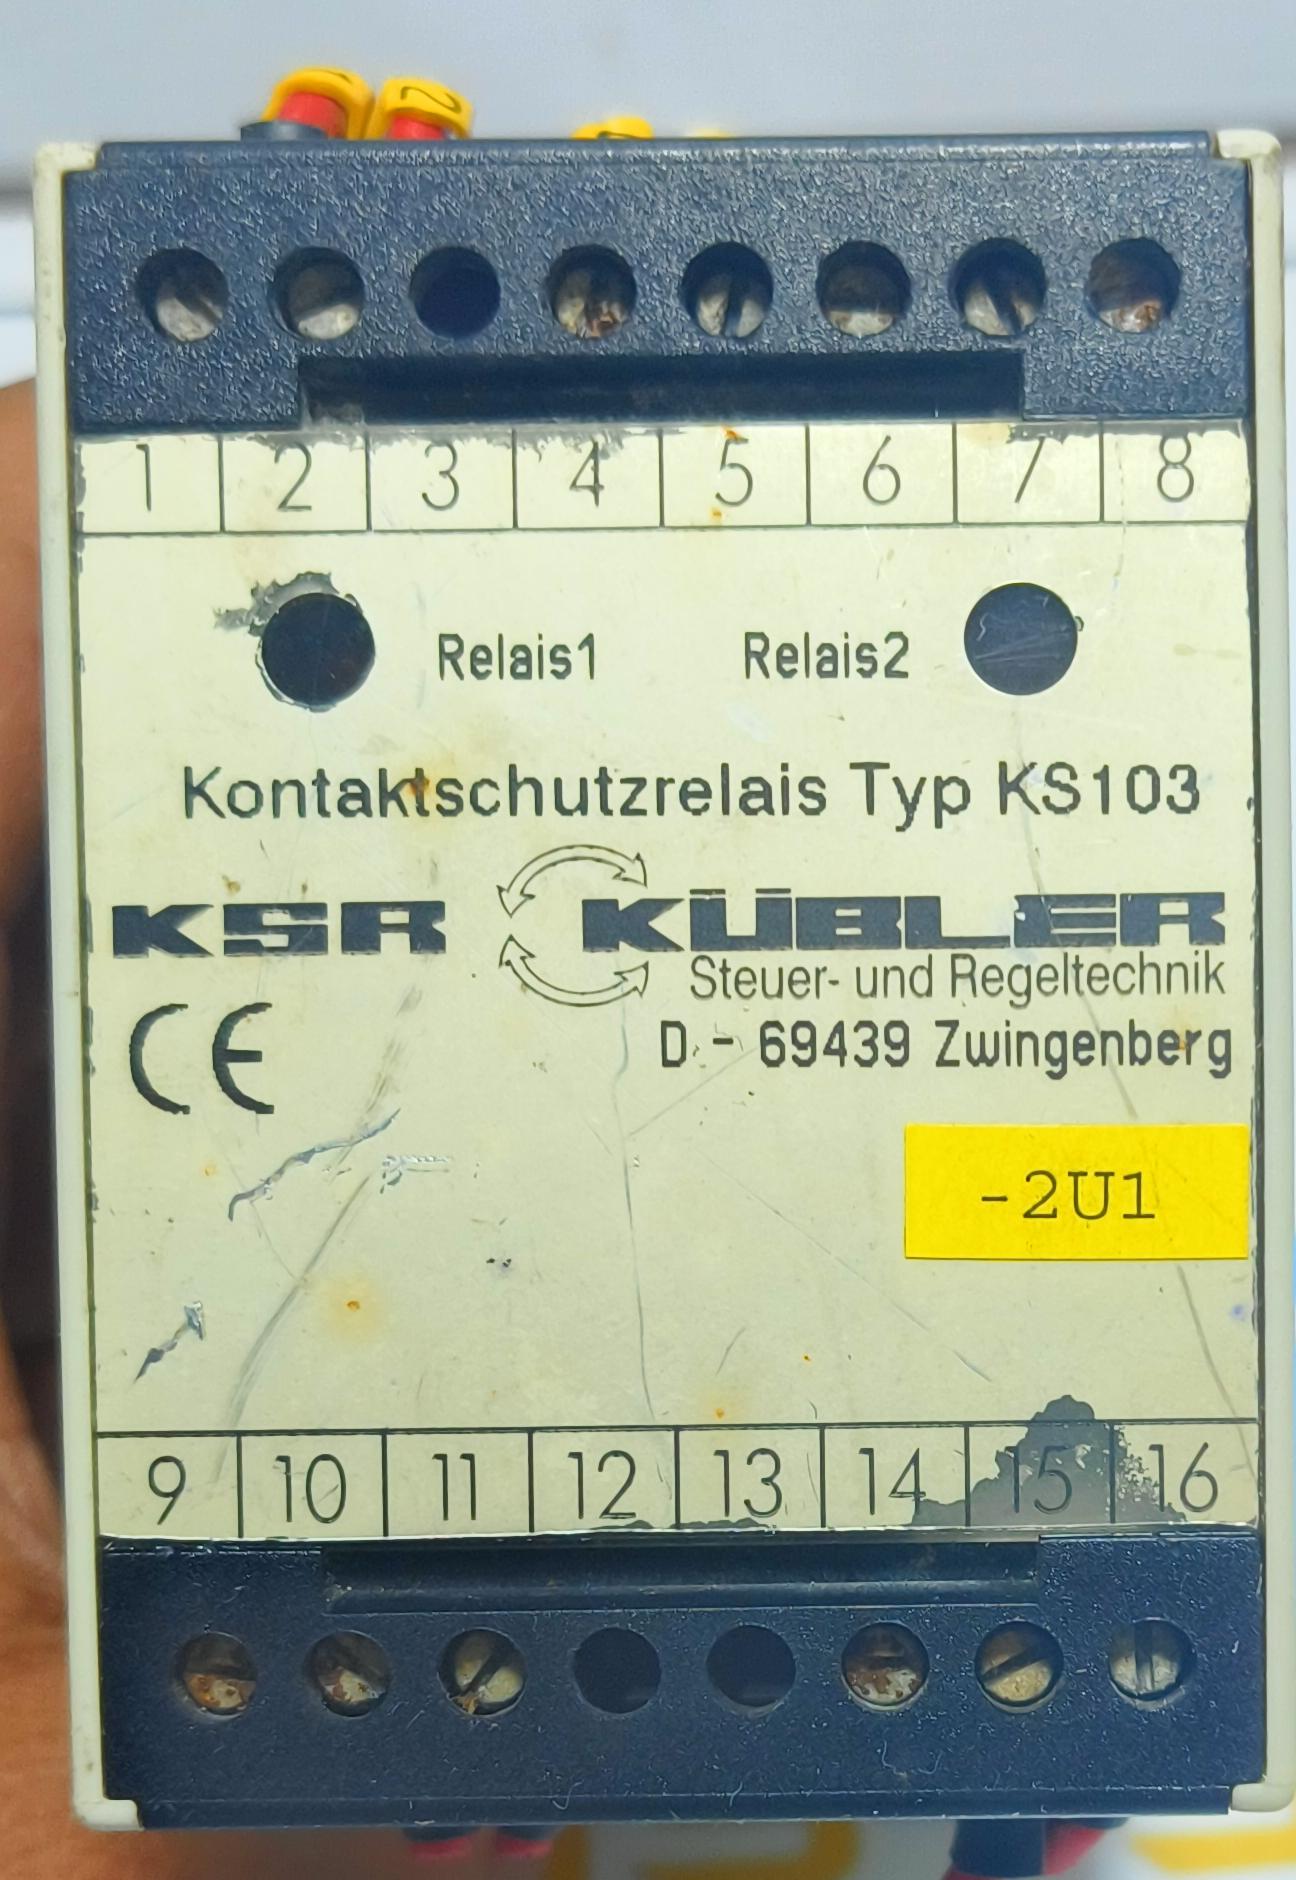 2
1 2 3 4 5 6 7 8
Relais1 Relais2
Kontaktschutzrelais Typ KS103
KSR KÜBLER
Steuer- und Regeltechnik
D - 69439 Zwingenberg
CE
-2U1
9 10 11 12 13 14 15 16